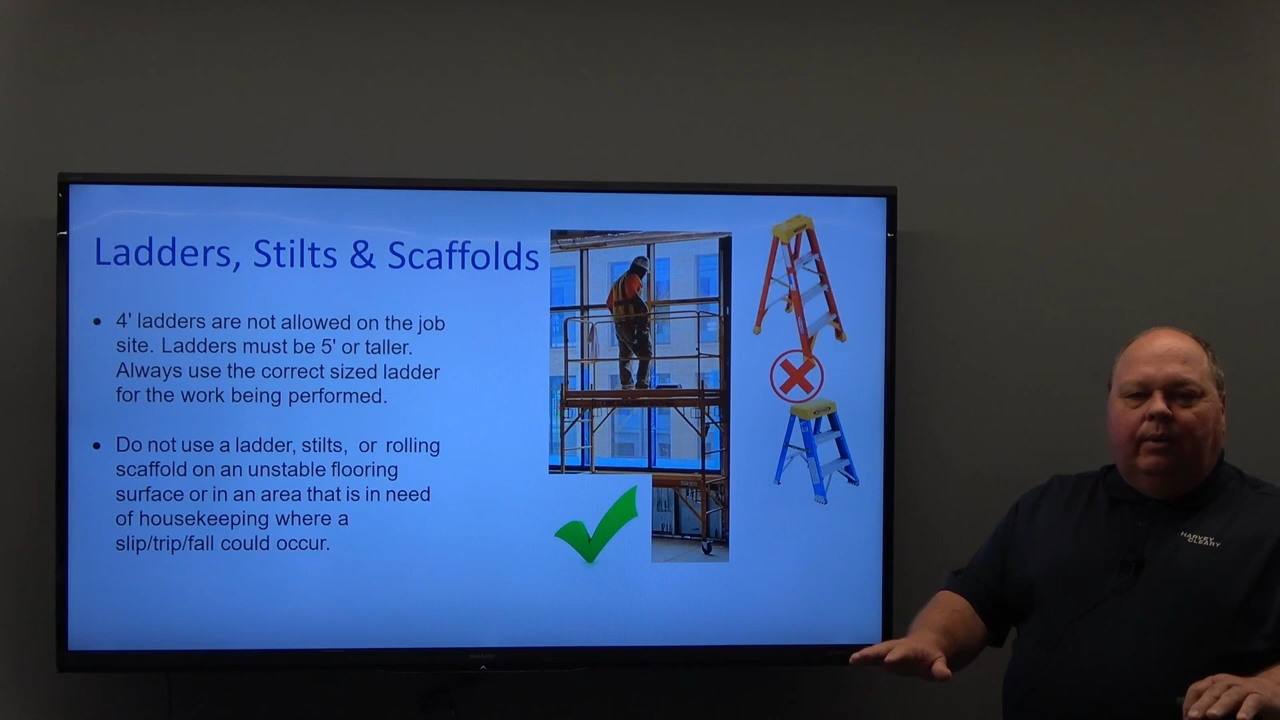 Ladders, Stilts & Scaffolds
• 4' ladders are not allowed on the job
site. Ladders must be 5' or taller.
Always use the correct sized ladder
for the work being performed.
• Do not use a ladder, stilts, or rolling
scaffold on an unstable flooring
surface or in an area that is in need
of housekeeping where a
slip/trip/fall could occur.
HARVEY
CLEARY
SHARP